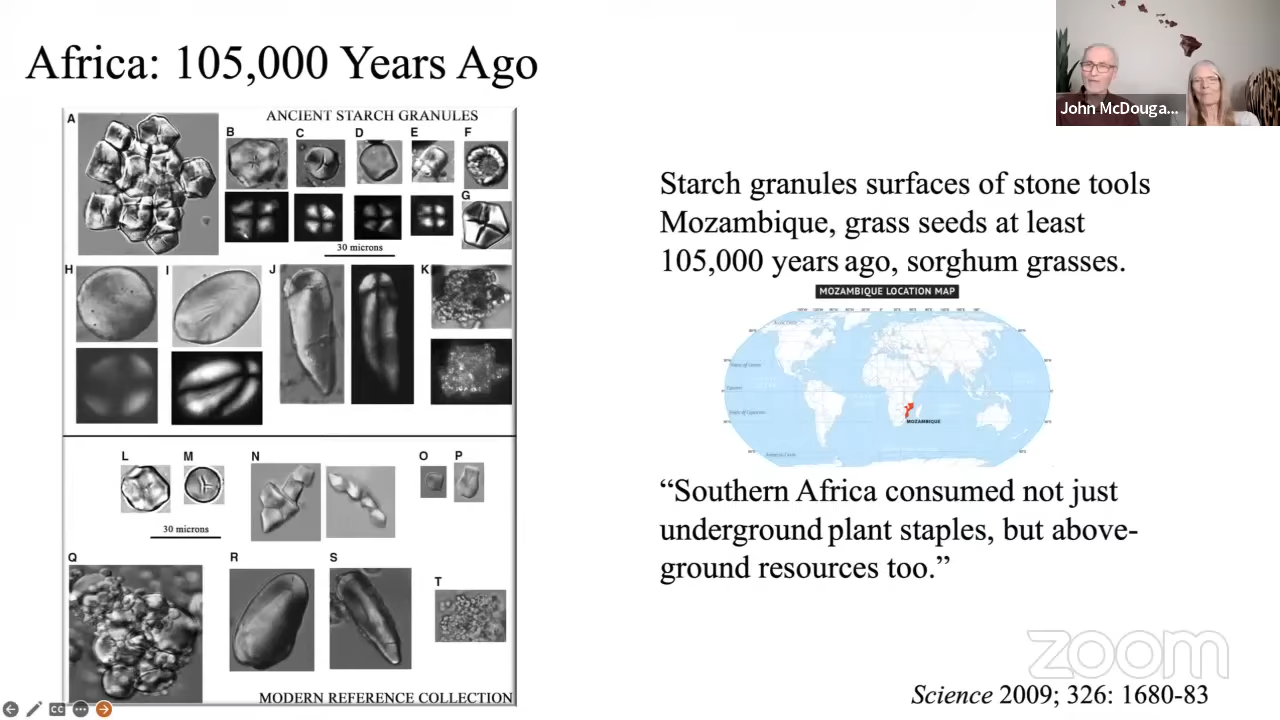 Africa: 105,000 Years Ago
John McDouga...
ANCIENT STARCH GRANULES
A
B
C
D
E
F
G
30 microns
H
I
J
K
L
M
N
O
P
30 microns
Q
R
S
T
MODERN REFERENCE COLLECTION
Starch granules surfaces of stone tools
Mozambique, grass seeds at least
105,000 years ago, sorghum grasses.
MOZAMBIQUE LOCATION MAP
MOZAMBIQUE
“Southern Africa consumed not just
underground plant staples, but above-
ground resources too.”
zoom
Science 2009; 326: 1680-83
CC